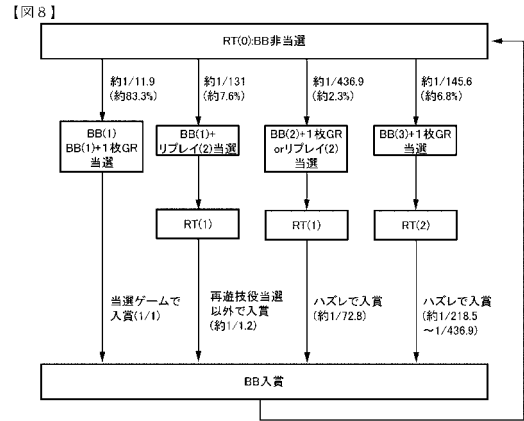 【図８】
RT(0):BB非当選
約1/11.9
(約83.3%)
約1/131
(約7.6%)
約1/436.9
(約2.3%)
約1/145.6
(約6.8%)
BB(1)
BB(1)+1枚GR
当選
BB(1)+
リプレイ(2)当選
BB(2)+1枚GR
orリプレイ(2)
当選
BB(3)+1枚GR
当選
RT(1)
RT(1)
RT(2)
当選ゲームで
入賞(1/1)
再遊技役当選
以外で入賞
(約1/1.2)
ハズレで入賞
(約1/72.8)
ハズレで入賞
(約1/218.5
～1/436.9)
BB入賞